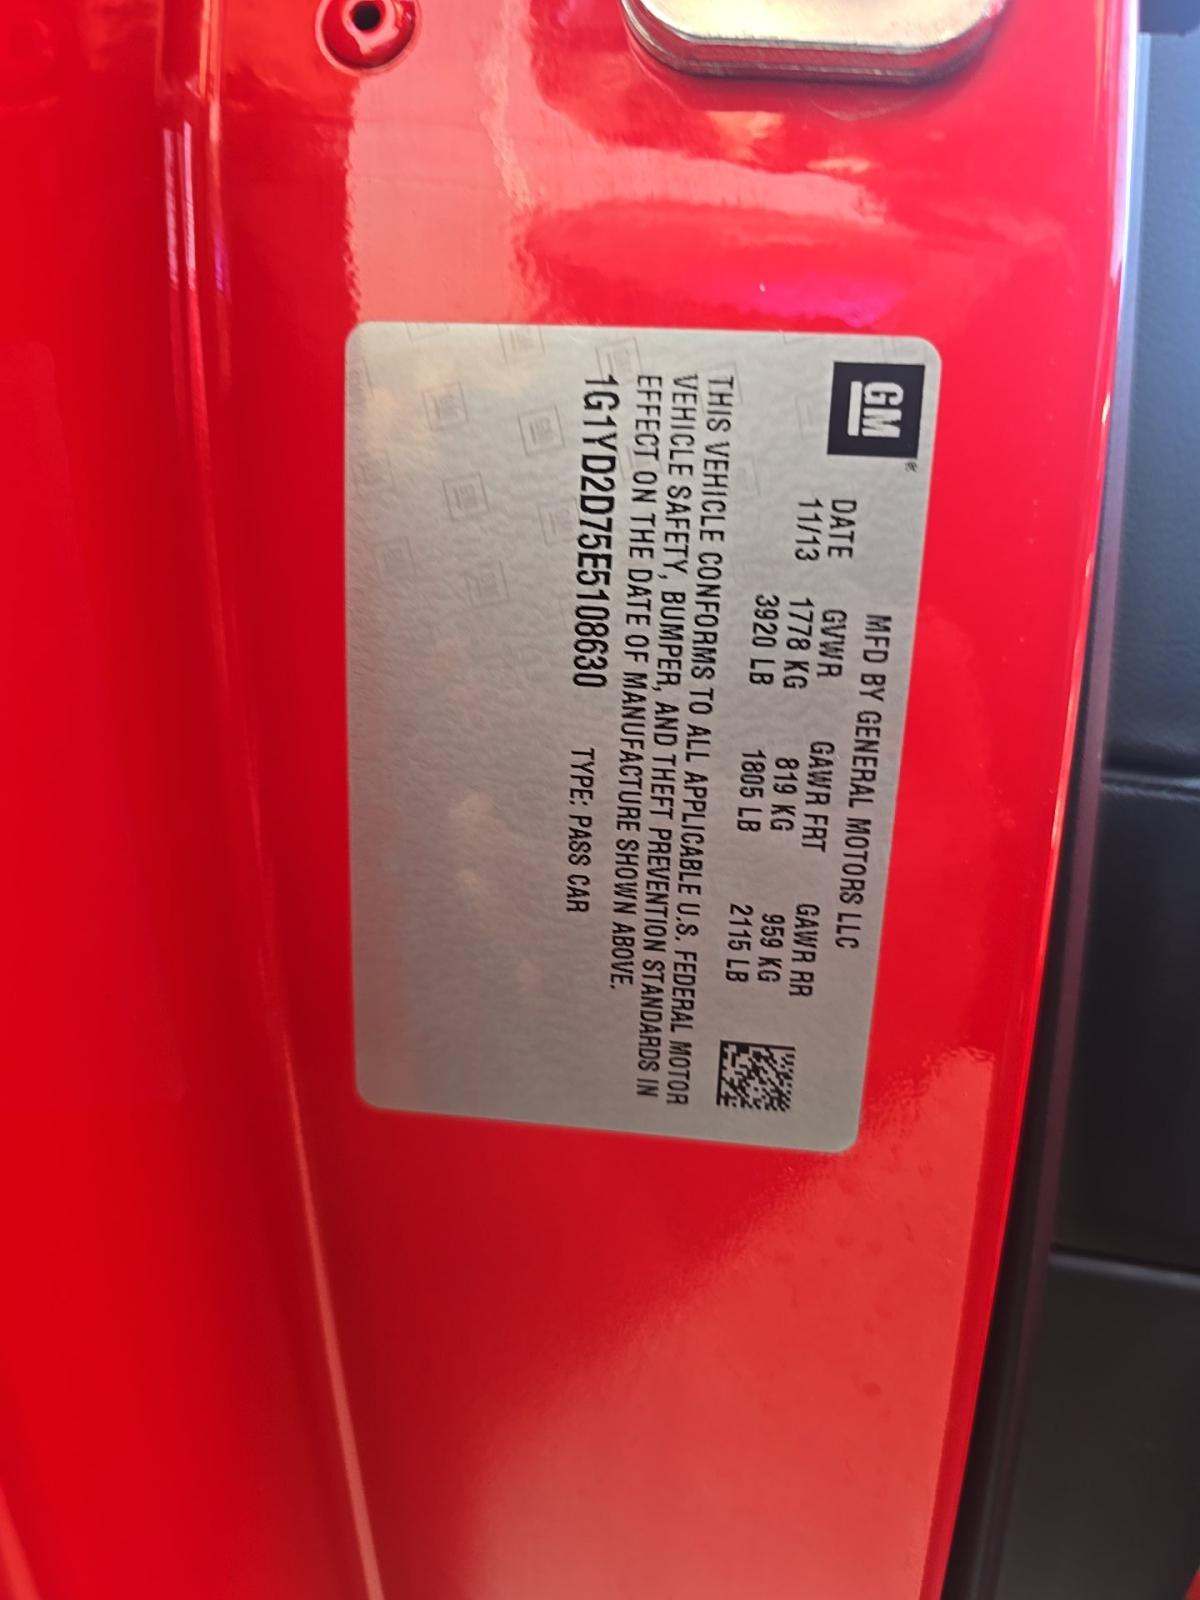 GM
MFD BY GENERAL MOTORS LLC
DATE GVWR GAWR FRT GAWR RR
11/13 1778 KG 819 KG 959 KG
3920 LB 1805 LB 2115 LB
THIS VEHICLE CONFORMS TO ALL APPLICABLE U.S. FEDERAL MOTOR
VEHICLE SAFETY, BUMPER, AND THEFT PREVENTION STANDARDS IN
EFFECT ON THE DATE OF MANUFACTURE SHOWN ABOVE.
1G1YD2D75E5108630 TYPE: PASS CAR